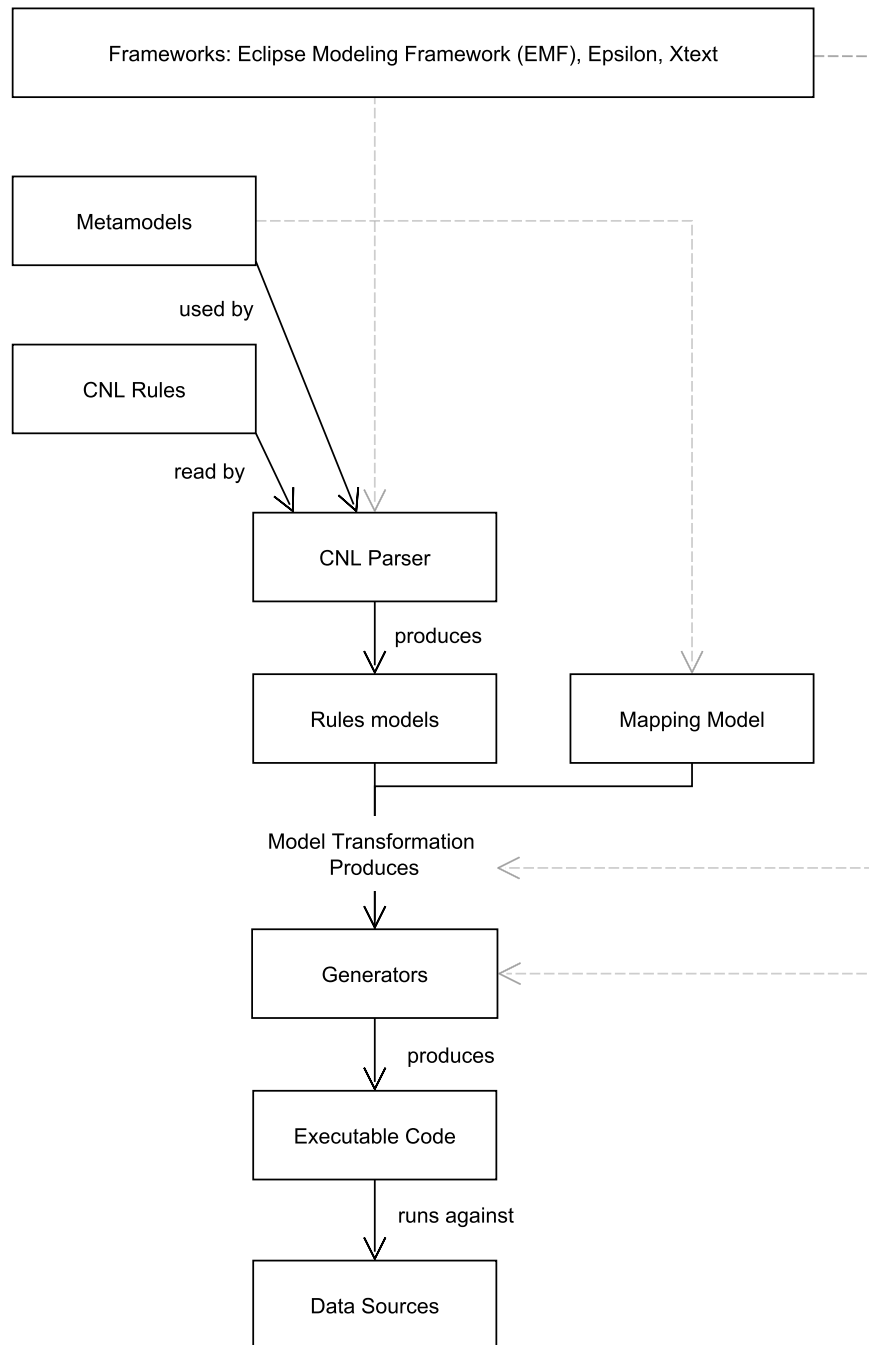 Frameworks: Eclipse Modeling Framework (EMF), Epsilon, Xtext
Metamodels
used by
CNL Rules
read by
CNL Parser
produces
Rules models
Mapping Model
Model Transformation
Produces
Generators
produces
Executable Code
runs against
Data Sources